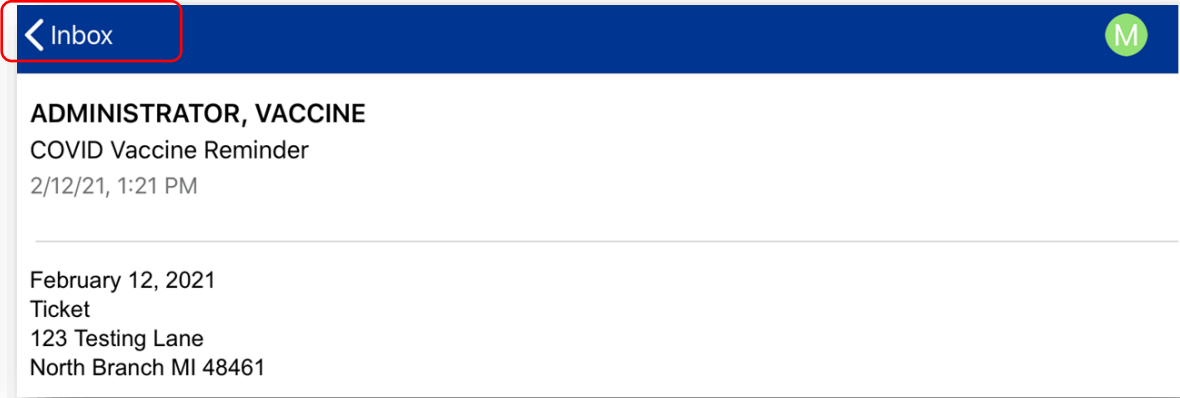 Inbox
M
ADMINISTRATOR, VACCINE
COVID Vaccine Reminder
2/12/21, 1:21 PM
February 12, 2021
Ticket
123 Testing Lane
North Branch MI 48461